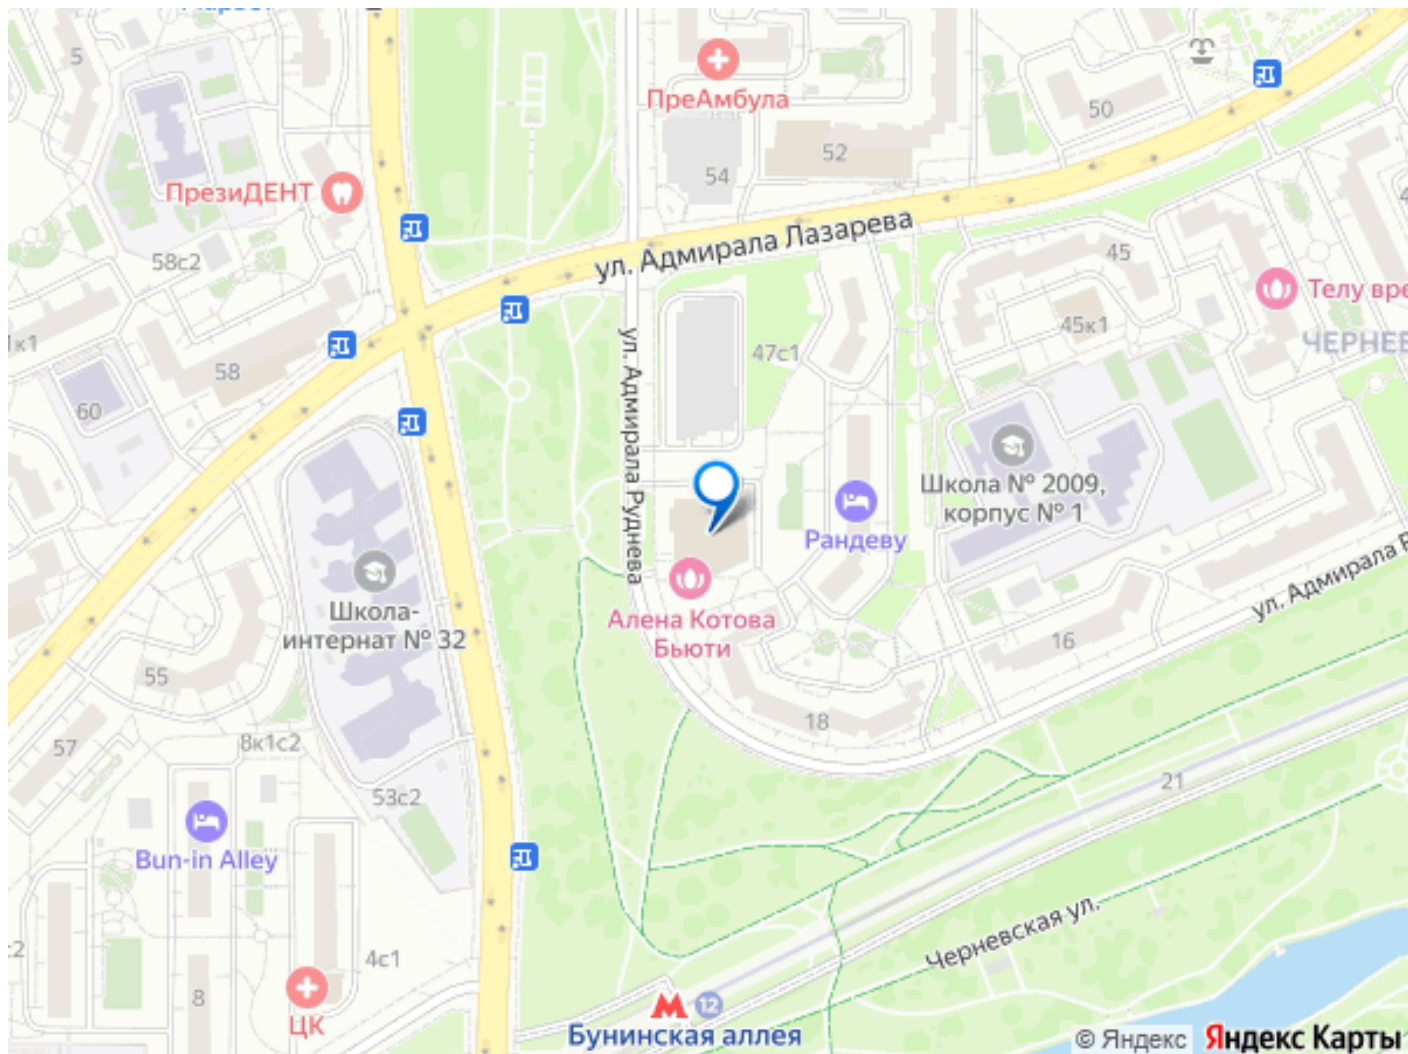 5
ПреАмбула
50
52
54
ПрезиДЕНТ
ул. Адмирала Лазарева
58с2
45
Телу вре
45к1
ЧЕРНЕВ
1к1
47с1
58
60
ул. Адмирала Руднева
Школа № 2009,
корпус № 1
Рандеву
Школа-
интернат № 32
Алена Котова
Бьюти
ул. Адмирала Р
16
55
18
57
8к1с2
21
53с2
Bun-in Alley
Черневская ул.
4с1
8
ЦК
12
Бунинская аллея
© Яндекс
Яндекс Карты